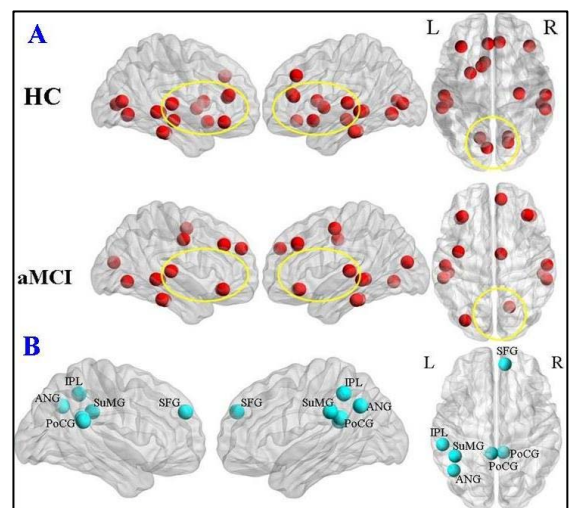 A
L R
HC
aMCI
B
L R
SFG
IPL
ANG SuMG SFG
PoCG
IPL
SFG SuMG ANG
PoCG
IPL
SuMG PoCG
PoCG
ANG